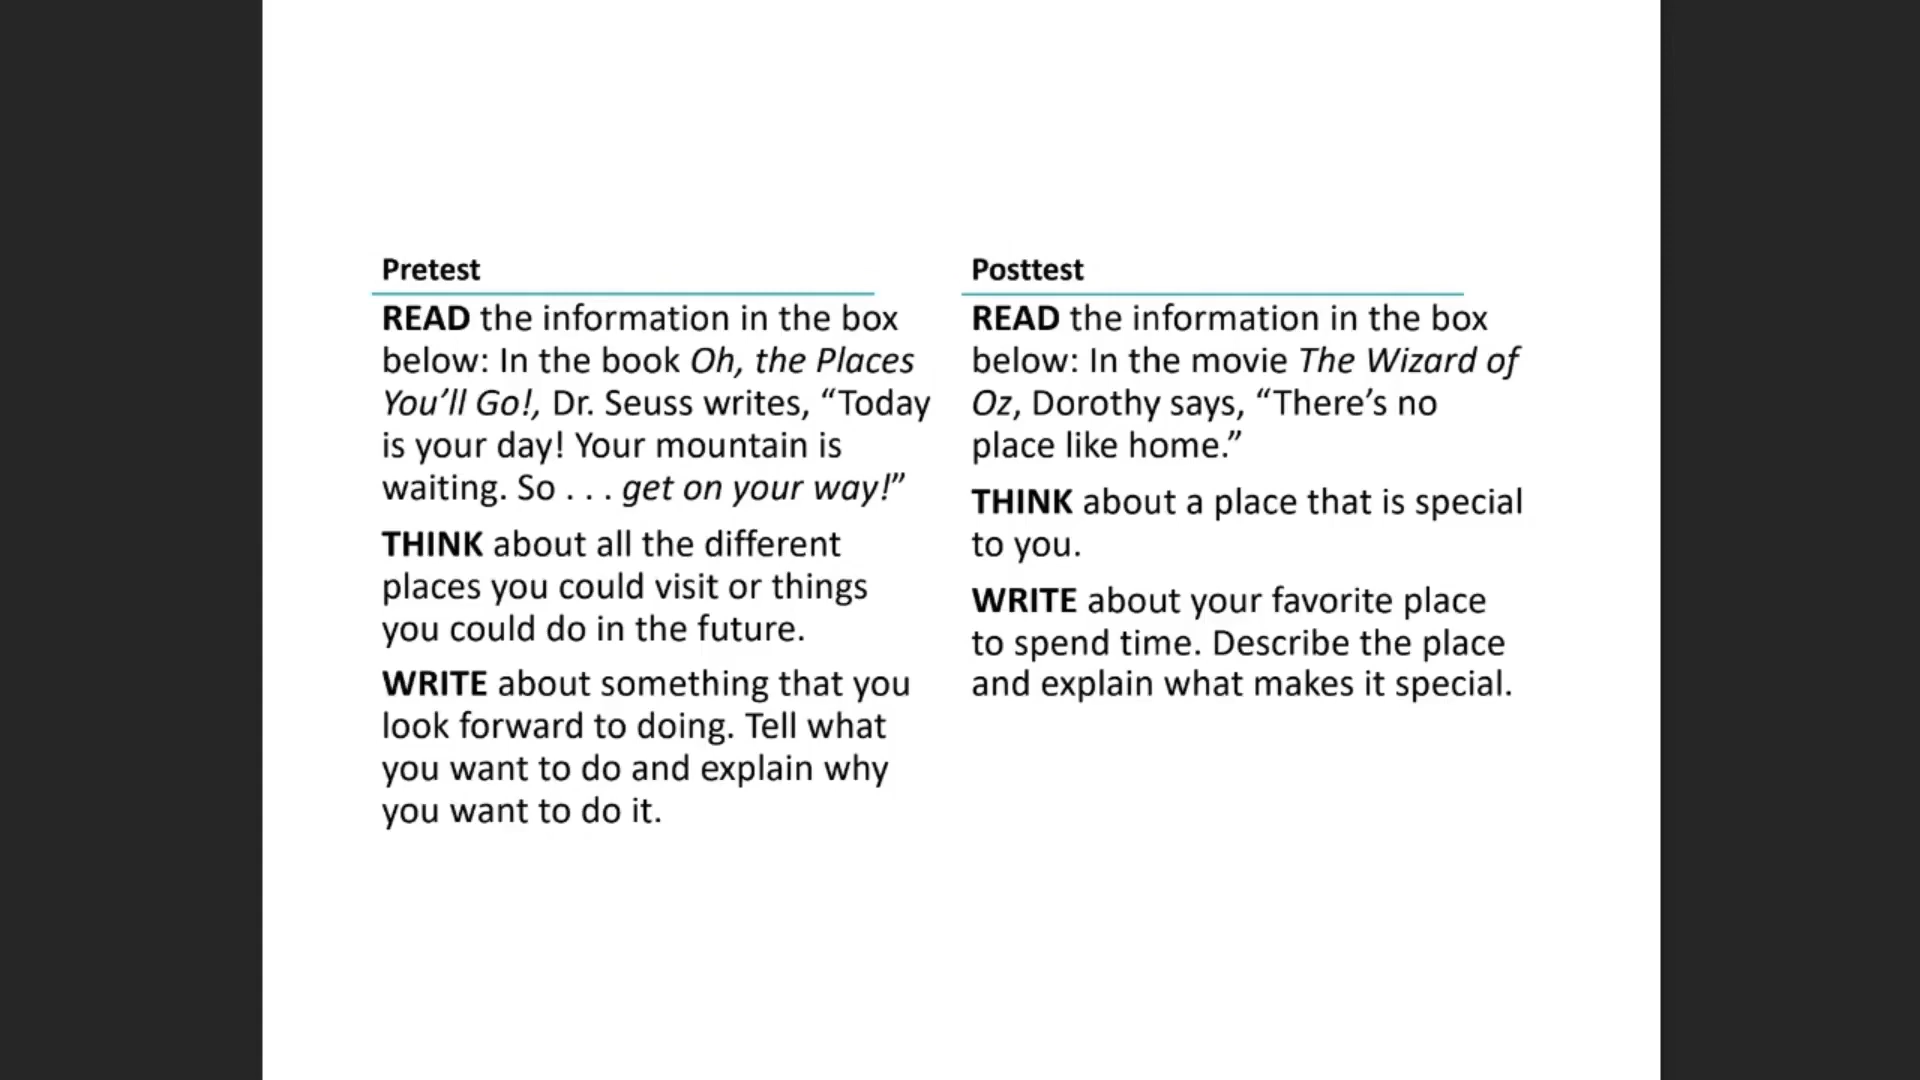 Pretest
READ the information in the box
below: In the book Oh, the Places
You’ll Go!, Dr. Seuss writes, “Today
is your day! Your mountain is
waiting. So . . . get on your way!”
THINK about all the different
places you could visit or things
you could do in the future.
WRITE about something that you
look forward to doing. Tell what
you want to do and explain why
you want to do it.
Posttest
READ the information in the box
below: In the movie The Wizard of
Oz, Dorothy says, “There’s no
place like home.”
THINK about a place that is special
to you.
WRITE about your favorite place
to spend time. Describe the place
and explain what makes it special.